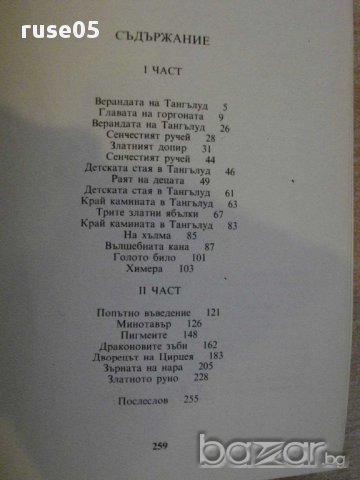 ruse05
СЪДЪРЖАНИЕ
I ЧАСТ
Верандата на Тангълуд 5
Главата на горгоната 9
Верандата на Тангълуд 26
Сенчестият ручей 28
Златният допир 31
Сенчестият ручей 44
Детската стая в Тангълуд 46
Раят на децата 49
Детската стая в Тангълуд 61
Край камината в Тангълуд 63
Трите златни ябълки 67
Край камината в Тангълуд 83
На хълма 85
Вълшебната кана 87
Голото било 101
Химера 103
II ЧАСТ
Попътно въведение 121
Минотавър 126
Пигмеите 148
Драконовите зъби 162
Дворецът на Цирцея 183
Зърната на нара 205
Златното руно 228
Послеслов 255
259
bazar.bg